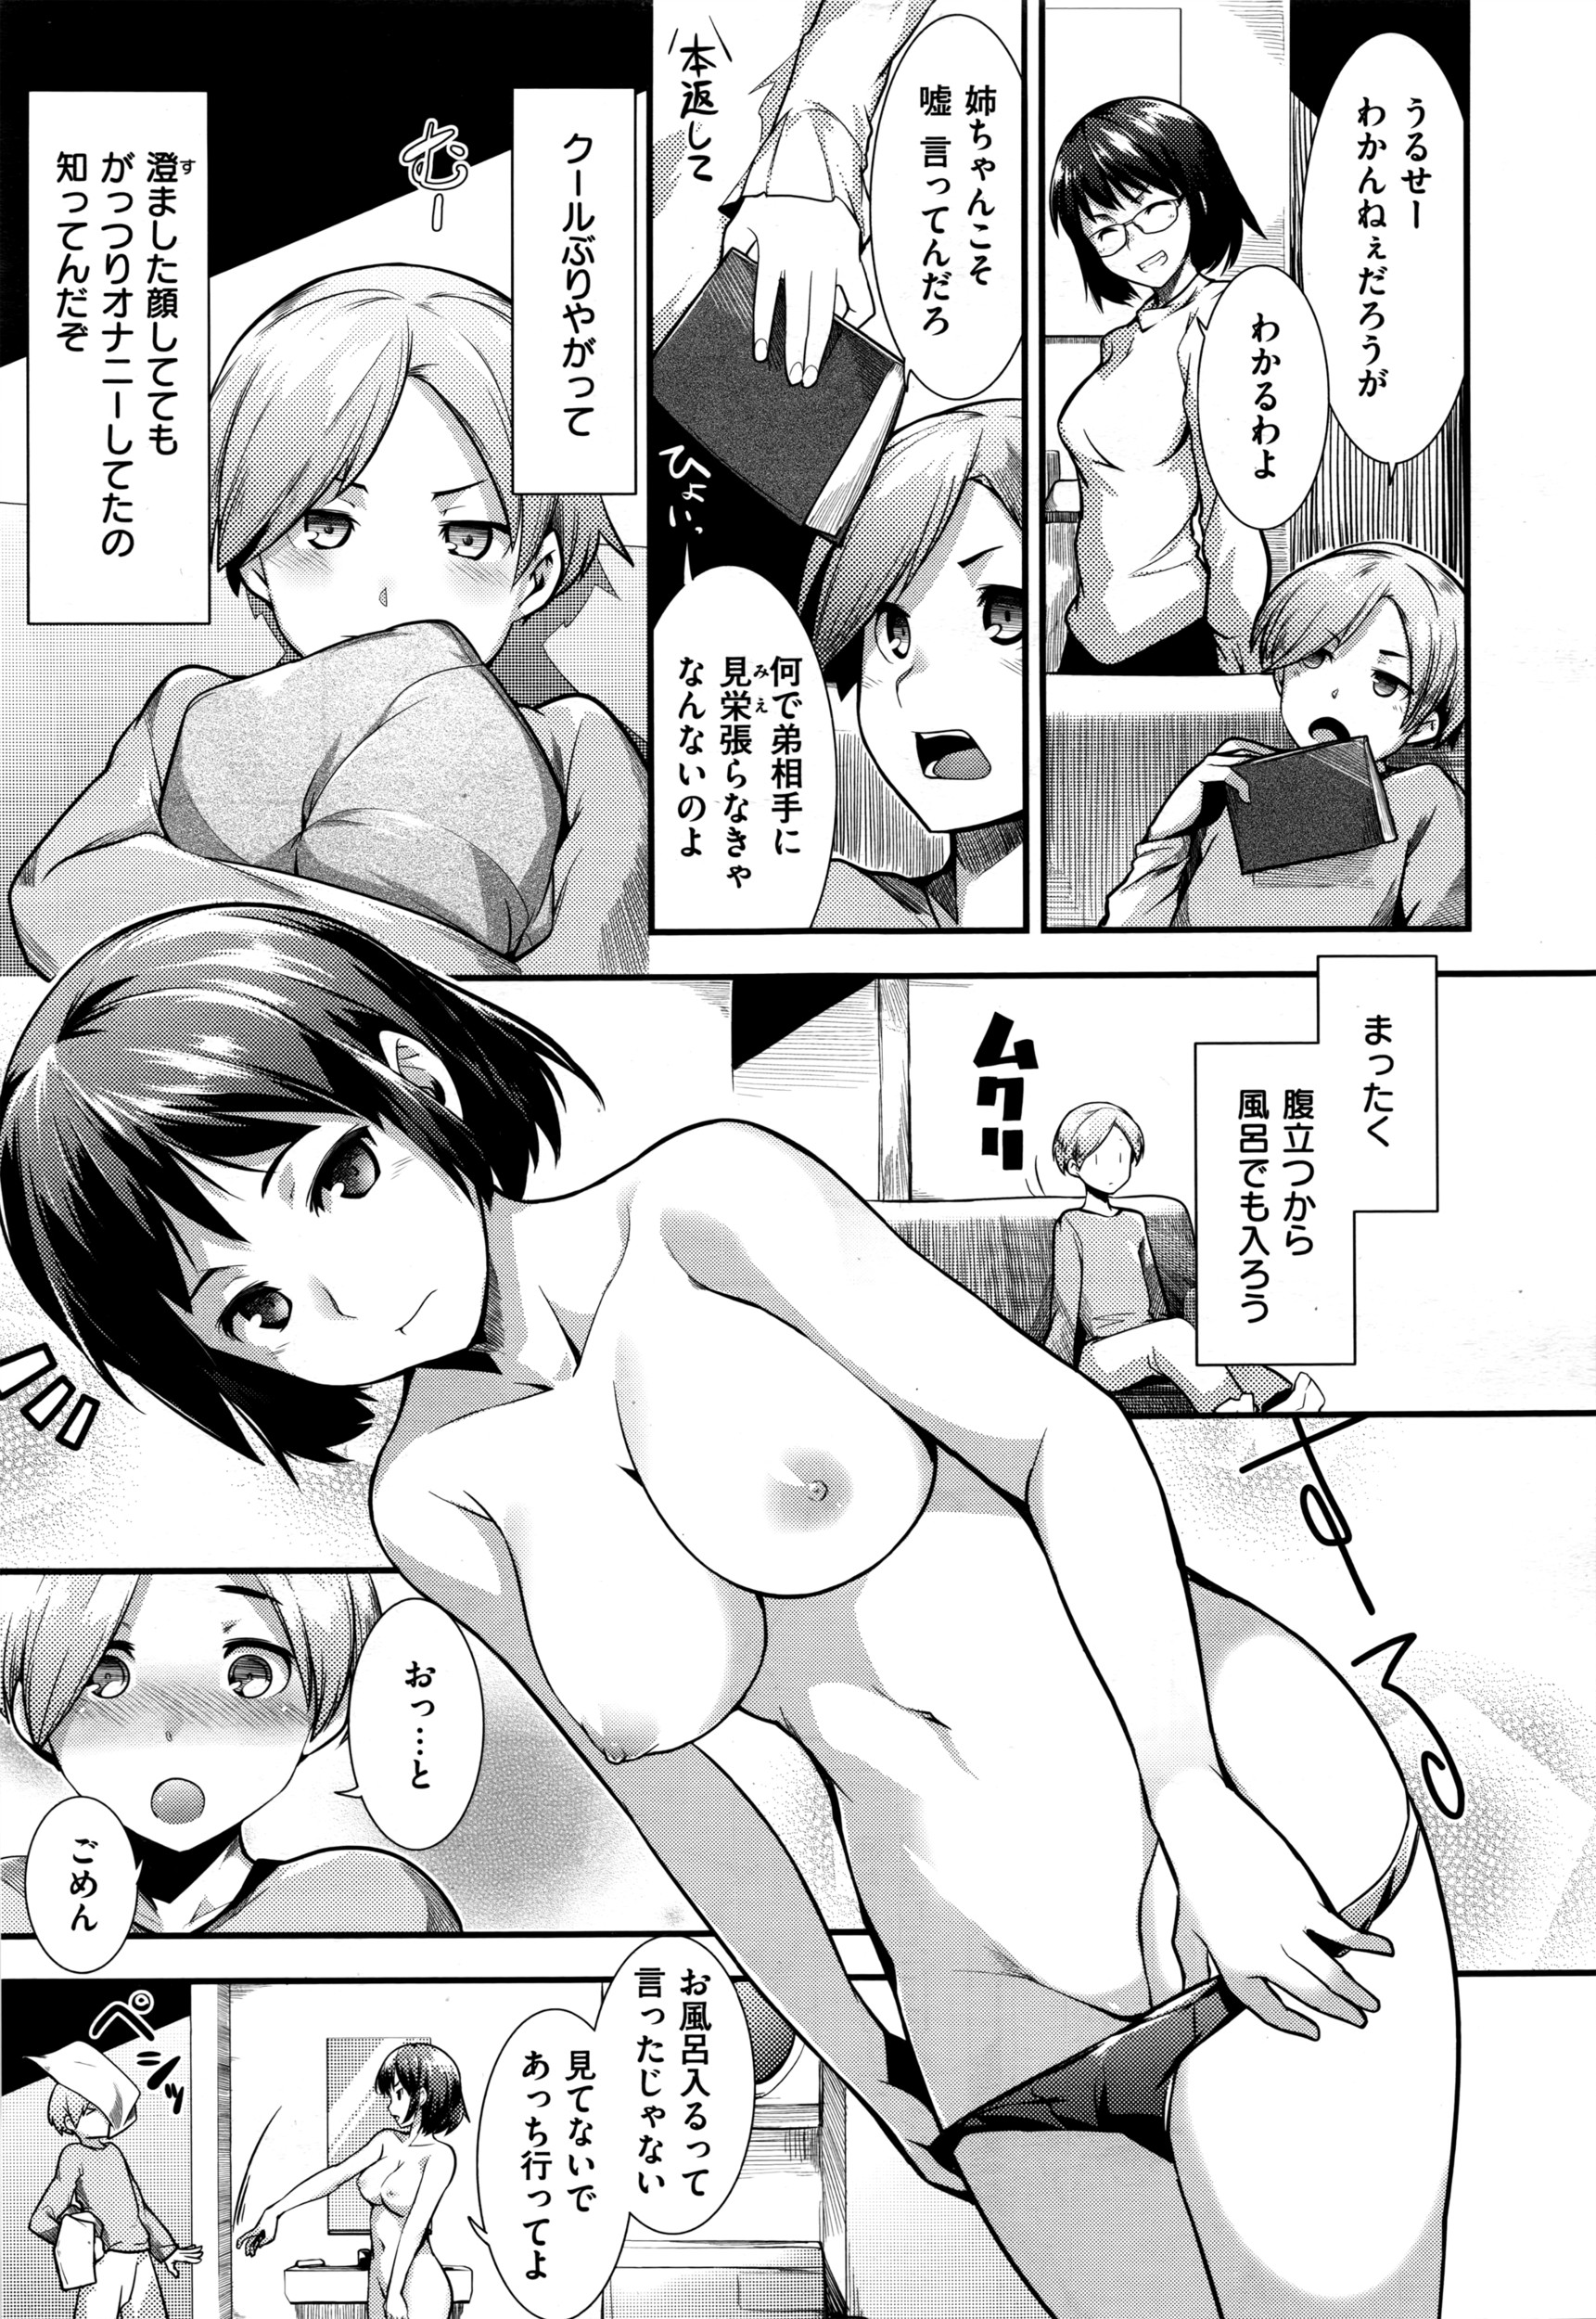 うるせー
わかんねぇだろうが
わかるわよ
姉ちゃんこそ
嘘 言ってんだろ
本返して
ひょい
何で弟相手に
見栄張らなきゃ
なんないのよ
みえ
クールぶりやがって
むー
澄ました顔してても
がっつりオナニーしてたの
知ってんだぞ
す
まったく
腹立つから
風呂でも入ろう
ムクリ
おっ…と
ごめん
お風呂入るって
言ったじゃない
見てないで
あっち行ってよ
ペシッ